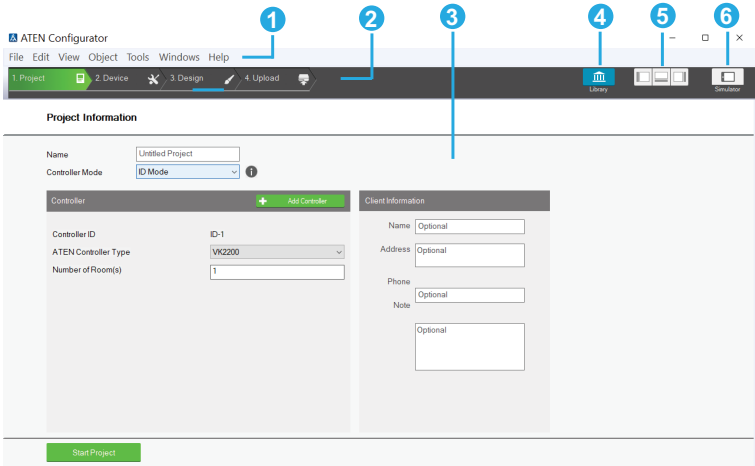 1 2 3 4 5 6
ATEN Configurator
File Edit View Object Tools Windows Help
1. Project 2. Device 3. Design 4. Upload Library Simulator
Project Information
Name Untitled Project
Controller Mode ID Mode
Controller Add Controller Client Information
Controller ID ID-1 Name Optional
ATEN Controller Type VK2200 Address Optional
Number of Room(s) 1
Phone
Optional
Note
Optional
Start Project